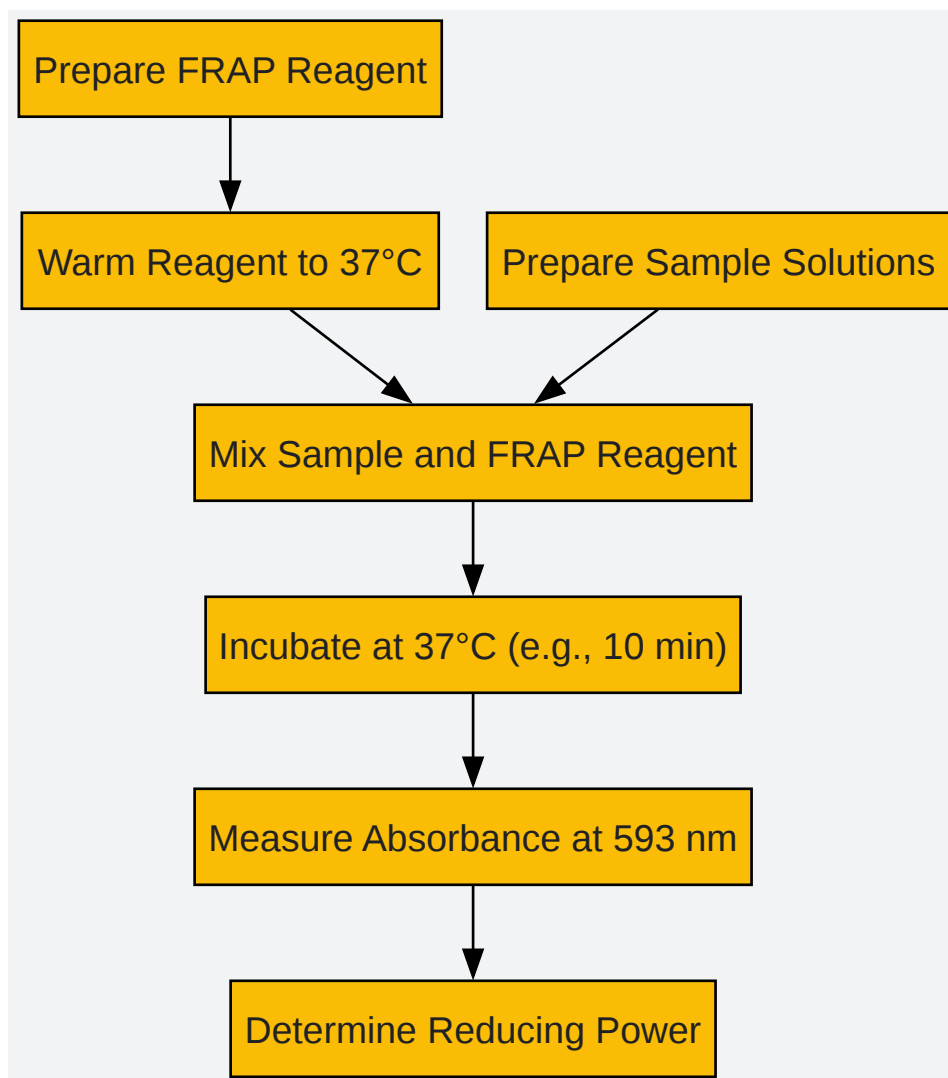 Prepare FRAP Reagent
Warm Reagent to 37°C
Prepare Sample Solutions
Mix Sample and FRAP Reagent
Incubate at 37°C (e.g., 10 min)
Measure Absorbance at 593 nm
Determine Reducing Power